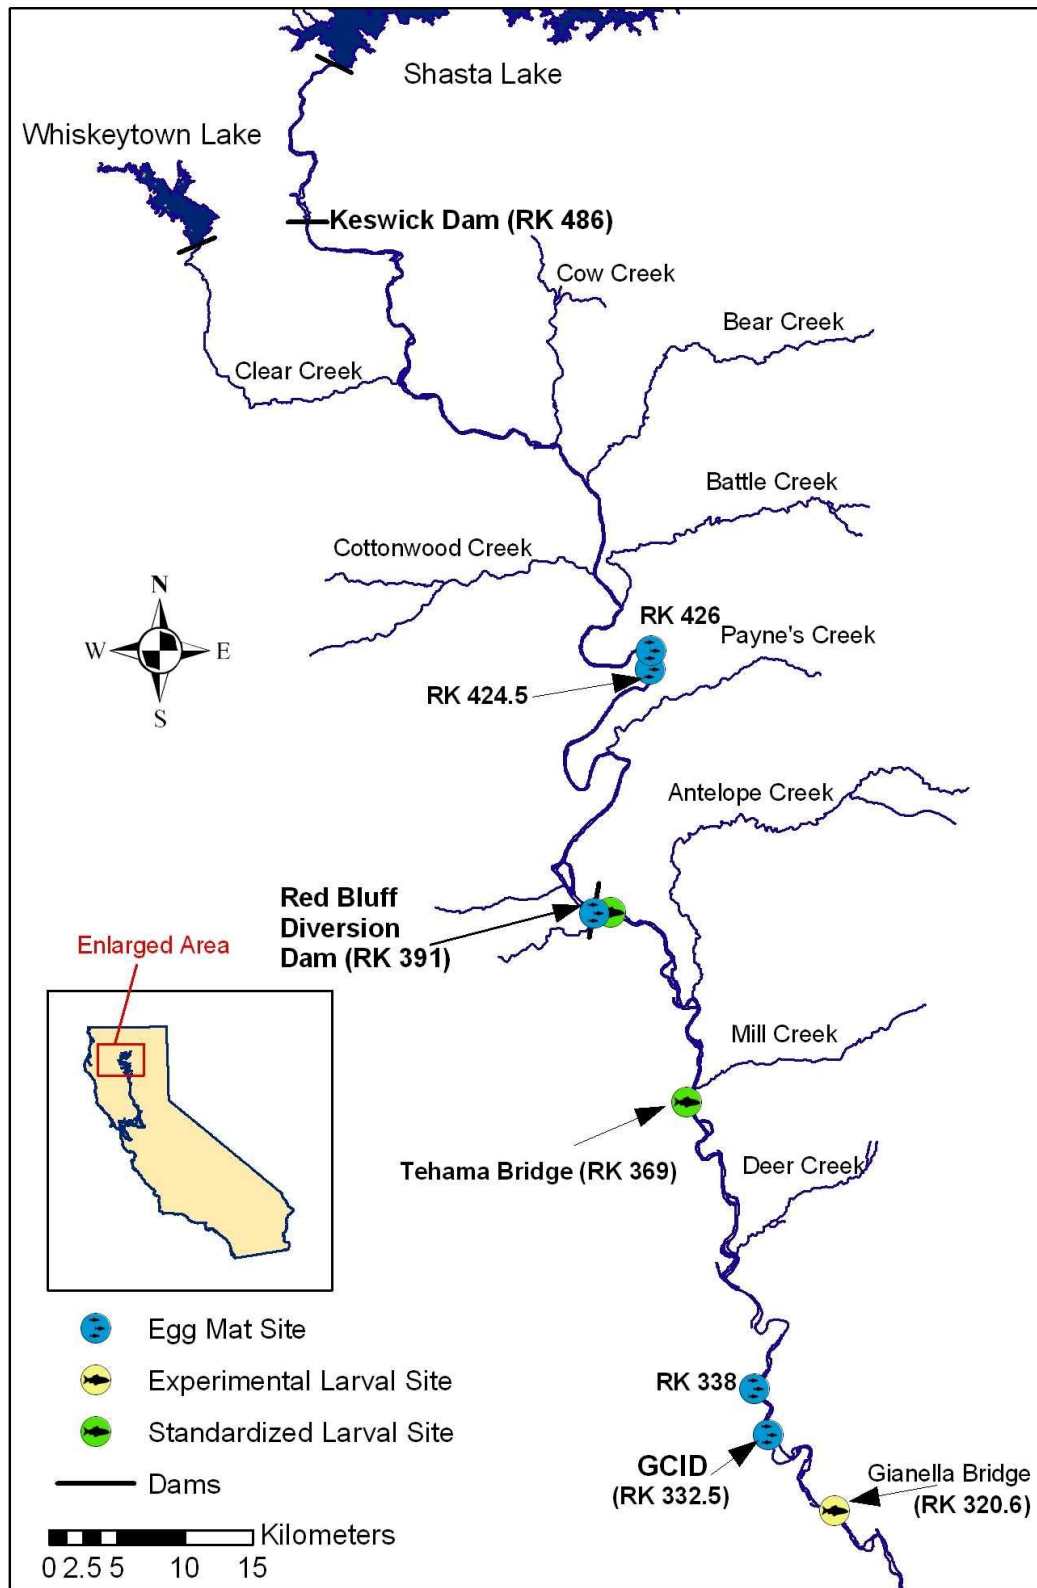 Shasta Lake
Whiskeytown Lake
Keswick Dam (RK 486)
Cow Creek
Bear Creek
Clear Creek
Battle Creek
Cottonwood Creek
N
W
E
S
RK 426
Payne's Creek
RK 424.5
Antelope Creek
Red Bluff
Diversion
Dam (RK 391)
Enlarged Area
Mill Creek
Tehama Bridge (RK 369)
Deer Creek
Egg Mat Site
RK 338
Experimental Larval Site
Standardized Larval Site
GCID
(RK 332.5)
Gianella Bridge
(RK 320.6)
Dams
Kilometers
0 2.5 5 10 15